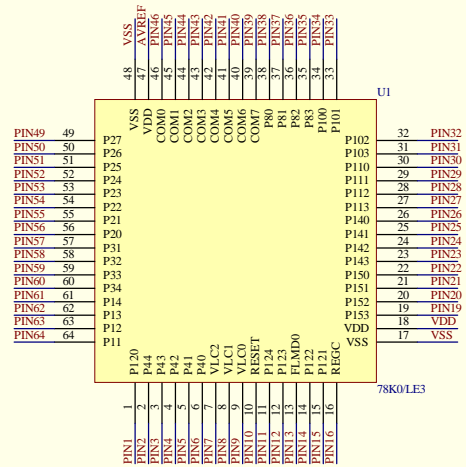 VSS AVREF PIN46 PIN45 PIN44 PIN43 PIN42 PIN41 PIN40 PIN39 PIN38 PIN37 PIN36 PIN35 PIN34 PIN33
48 47 46 45 44 43 42 41 40 39 38 37 36 35 34 33
U1
VSS VDD COM0 COM1 COM2 COM3 COM4 COM5 COM6 COM7 P80 P81 P82 P83 P100 P101
PIN49 49 P27 P102 32 PIN32
PIN50 50 P26 P103 31 PIN31
PIN51 51 P25 P110 30 PIN30
PIN52 52 P24 P111 29 PIN29
PIN53 53 P23 P112 28 PIN28
PIN54 54 P22 P113 27 PIN27
PIN55 55 P21 P140 26 PIN26
PIN56 56 P20 P141 25 PIN25
PIN57 57 P31 P142 24 PIN24
PIN58 58 P32 P143 23 PIN23
PIN59 59 P33 P150 22 PIN22
PIN60 60 P34 P151 21 PIN21
PIN61 61 P14 P152 20 PIN20
PIN62 62 P13 P153 19 PIN19
PIN63 63 P12 VDD 18 VDD
PIN64 64 P11 VSS 17 VSS
P120 P44 P43 P42 P41 P40 VLC2 VLC1 VLC0 RESET P124 P123 FLMD0 P122 P121 REGC
78K0/LE3
1 2 3 4 5 6 7 8 9 10 11 12 13 14 15 16
PIN1 PIN2 PIN3 PIN4 PIN5 PIN6 PIN7 PIN8 PIN9 PIN10 PIN11 PIN12 PIN13 PIN14 PIN15 PIN16